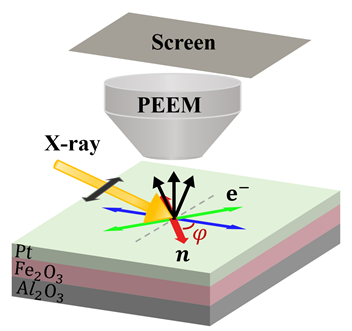 Screen
PEEM
X-ray
e⁻
φ
n
Pt
Fe₂O₃
Al₂O₃